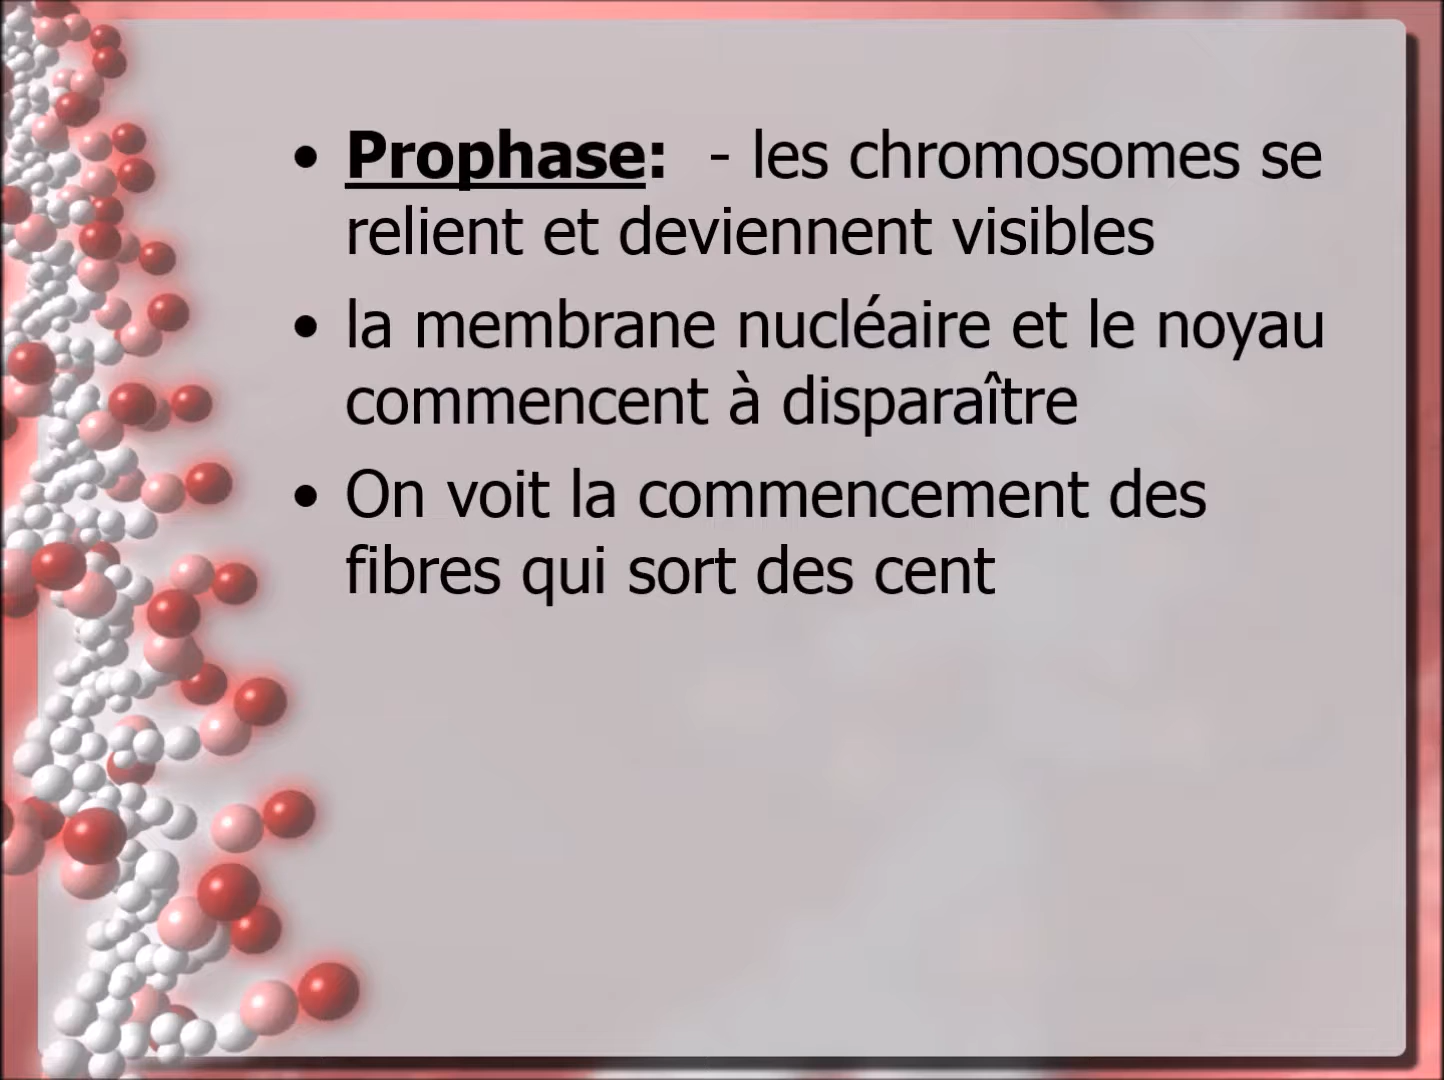 • Prophase:  - les chromosomes se
relient et deviennent visibles
• la membrane nucléaire et le noyau
commencent à disparaître
• On voit la commencement des
fibres qui sort des cent